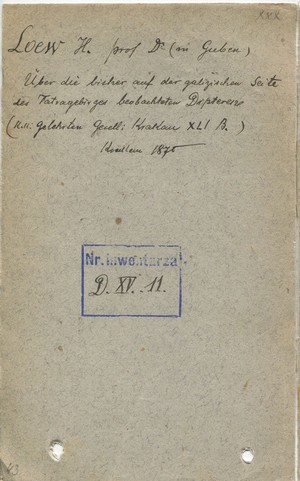 XXX
Loew H. prof Dr (in Guben)
Über die bisher auf der galizischen Seite
des Tatragebirges beobachteten Dipteren
(K.K. gelehrten Gesell: Krakau XLI B.)
Krakau 1870
Nr. inwentarza
D. XV. 11.